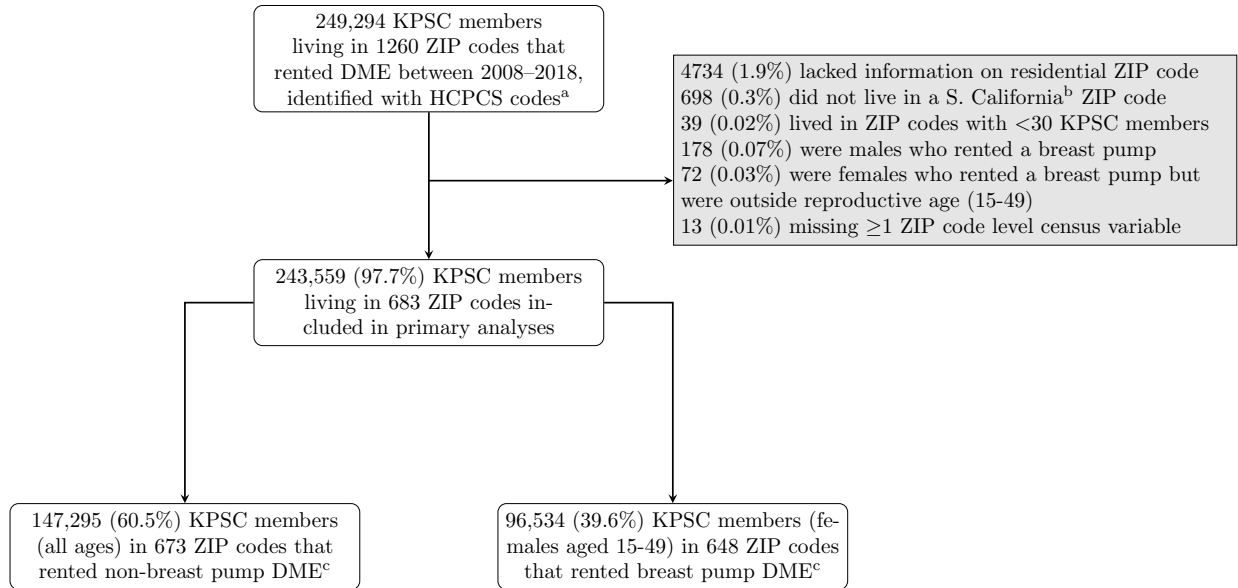 249,294 KPSC members
living in 1260 ZIP codes that
rented DME between 2008–2018,
identified with HCPCS codesᵃ
4734 (1.9%) lacked information on residential ZIP code
698 (0.3%) did not live in a S. Californiaᵇ ZIP code
39 (0.02%) lived in ZIP codes with <30 KPSC members
178 (0.07%) were males who rented a breast pump
72 (0.03%) were females who rented a breast pump but
were outside reproductive age (15-49)
13 (0.01%) missing ≥1 ZIP code level census variable
243,559 (97.7%) KPSC members
living in 683 ZIP codes in-
cluded in primary analyses
147,295 (60.5%) KPSC members
(all ages) in 673 ZIP codes that
rented non-breast pump DMEᶜ
96,534 (39.6%) KPSC members (fe-
males aged 15-49) in 648 ZIP codes
that rented breast pump DMEᶜ